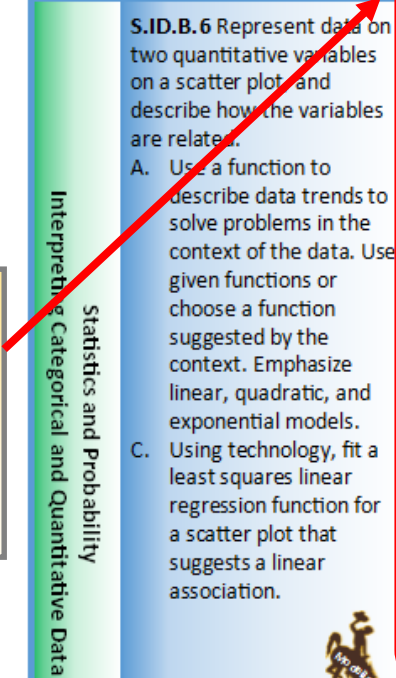 S.ID.B.6 Represent data on
two quantitative variables
on a scatter plot, and
describe how the variables
are related.
A. Use a function to
describe data trends to
solve problems in the
context of the data. Use
given functions or
choose a function
suggested by the
context. Emphasize
linear, quadratic, and
exponential models.
C. Using technology, fit a
least squares linear
regression function for
a scatter plot that
suggests a linear
association.
Statistics and Probability
Interpreting Categorical and Quantitative Data